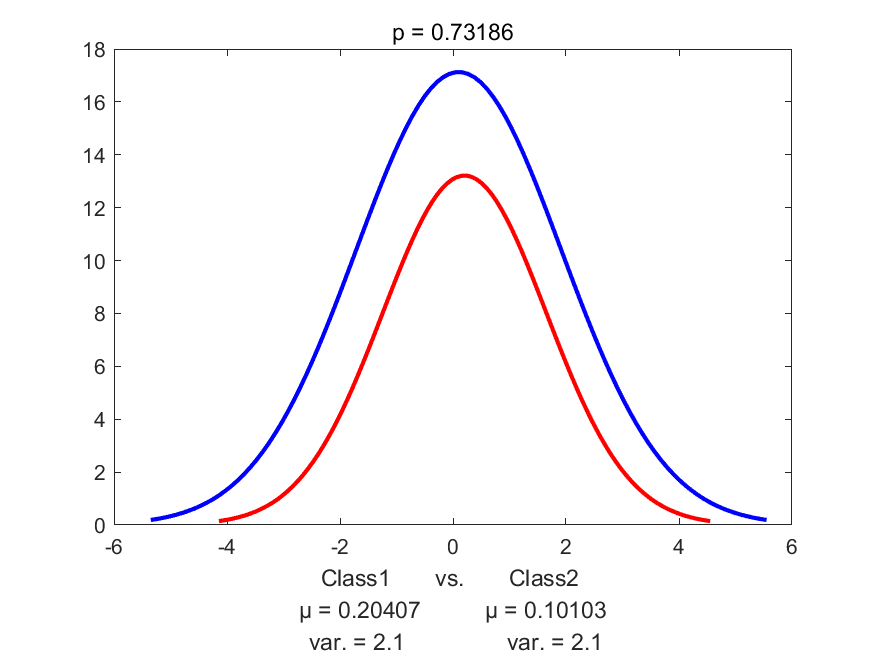 p = 0.73186
18
16
14
12
10
8
6
4
2
0
-6 -4 -2 0 2 4 6
Class1 vs. Class2
μ = 0.20407 μ = 0.10103
var. = 2.1 var. = 2.1